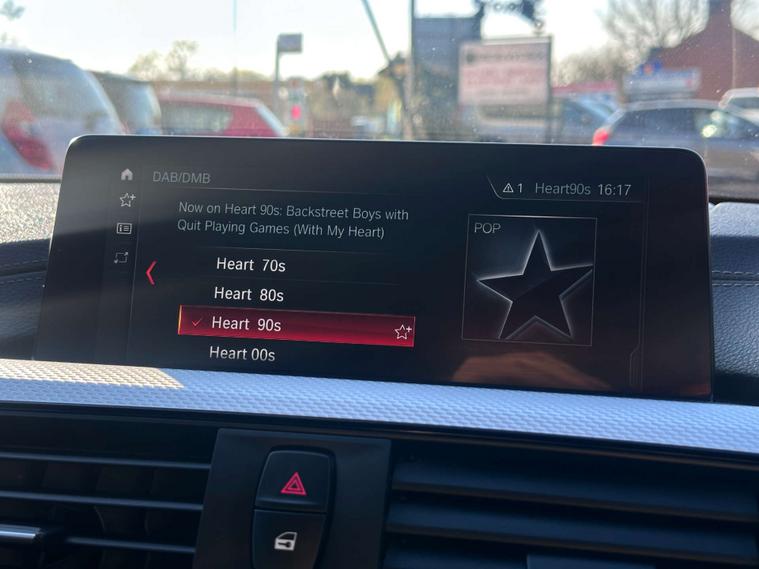 DAB/DMB
1 Heart90s 16:17
Now on Heart 90s: Backstreet Boys with
Quit Playing Games (With My Heart)
POP
Heart 70s
Heart 80s
Heart 90s
Heart 00s